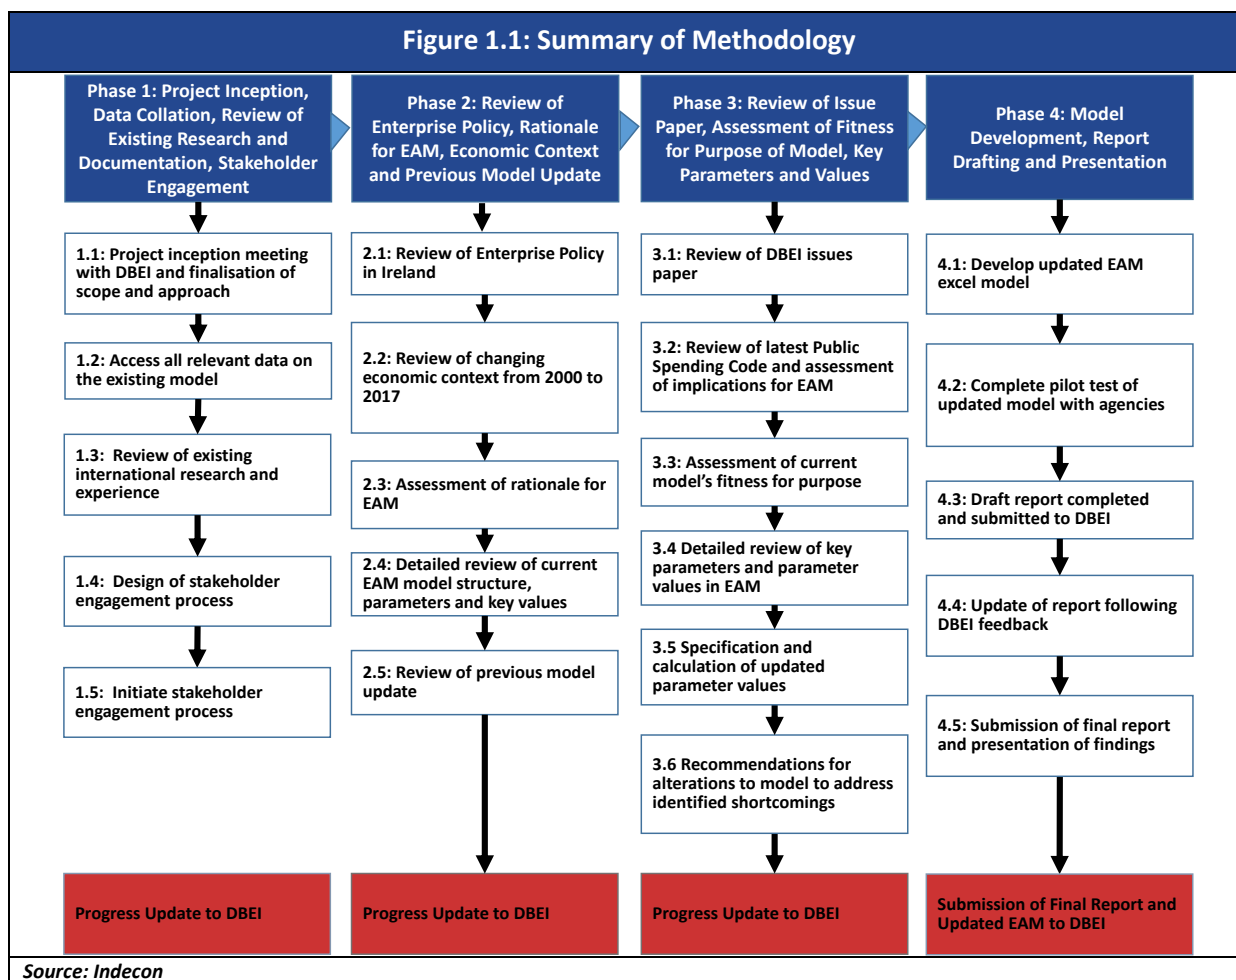 Figure 1.1: Summary of Methodology
Phase 1: Project Inception,
Data Collation, Review of
Existing Research and
Documentation, Stakeholder
Engagement
1.1: Project inception meeting
with DBEI and finalisation of
scope and approach
1.2: Access all relevant data on
the existing model
1.3: Review of existing
international research and
experience
1.4: Design of stakeholder
engagement process
1.5: Initiate stakeholder
engagement process
Progress Update to DBEI
Phase 2: Review of
Enterprise Policy, Rationale
for EAM, Economic Context
and Previous Model Update
2.1: Review of Enterprise Policy
in Ireland
2.2: Review of changing
economic context from 2000 to
2017
2.3: Assessment of rationale for
EAM
2.4: Detailed review of current
EAM model structure,
parameters and key values
2.5: Review of previous model
update
Progress Update to DBEI
Phase 3: Review of Issue
Paper, Assessment of Fitness
for Purpose of Model, Key
Parameters and Values
3.1: Review of DBEI issues
paper
3.2: Review of latest Public
Spending Code and assessment
of implications for EAM
3.3: Assessment of current
model’s fitness for purpose
3.4 Detailed review of key
parameters and parameter
values in EAM
3.5 Specification and
calculation of updated
parameter values
3.6 Recommendations for
alterations to model to address
identified shortcomings
Progress Update to DBEI
Phase 4: Model
Development, Report
Drafting and Presentation
4.1: Develop updated EAM
excel model
4.2: Complete pilot test of
updated model with agencies
4.3: Draft report completed
and submitted to DBEI
4.4: Update of report following
DBEI feedback
4.5: Submission of final report
and presentation of findings
Submission of Final Report and
Updated EAM to DBEI
Source: Indecon